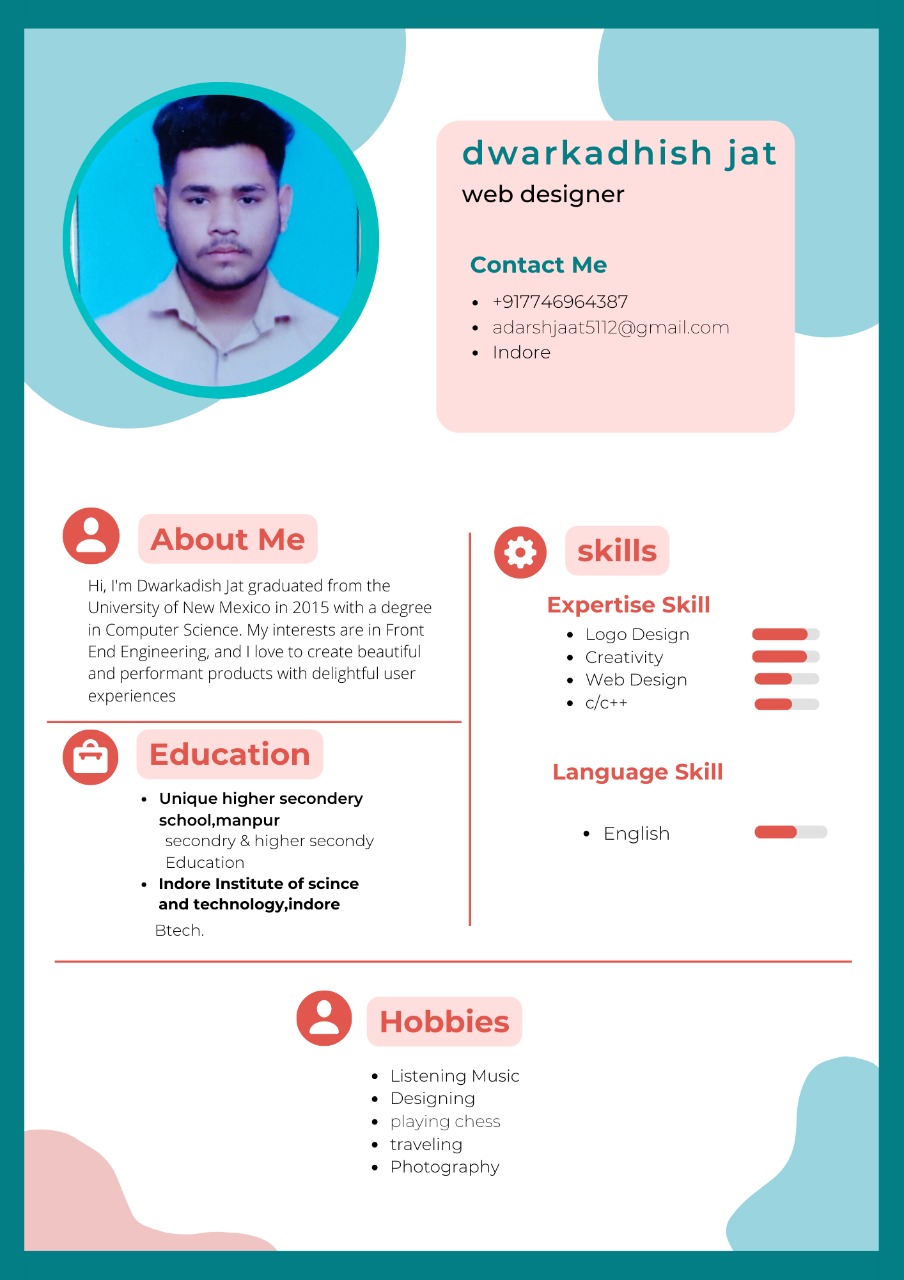 dwarkadhish jat
web designer
Contact Me
+917746964387
adarshjaat5112@gmail.com
Indore
About Me
Hi, I'm Dwarkadish Jat graduated from the
University of New Mexico in 2015 with a degree
in Computer Science. My interests are in Front
End Engineering, and I love to create beautiful
and performant products with delightful user
experiences
Education
Unique higher secondery
school,manpur
secondry & higher secondy
Education
Indore Institute of scince
and technology,indore
Btech.
skills
Expertise Skill
Logo Design
Creativity
Web Design
c/c++
Language Skill
English
Hobbies
Listening Music
Designing
playing chess
traveling
Photography